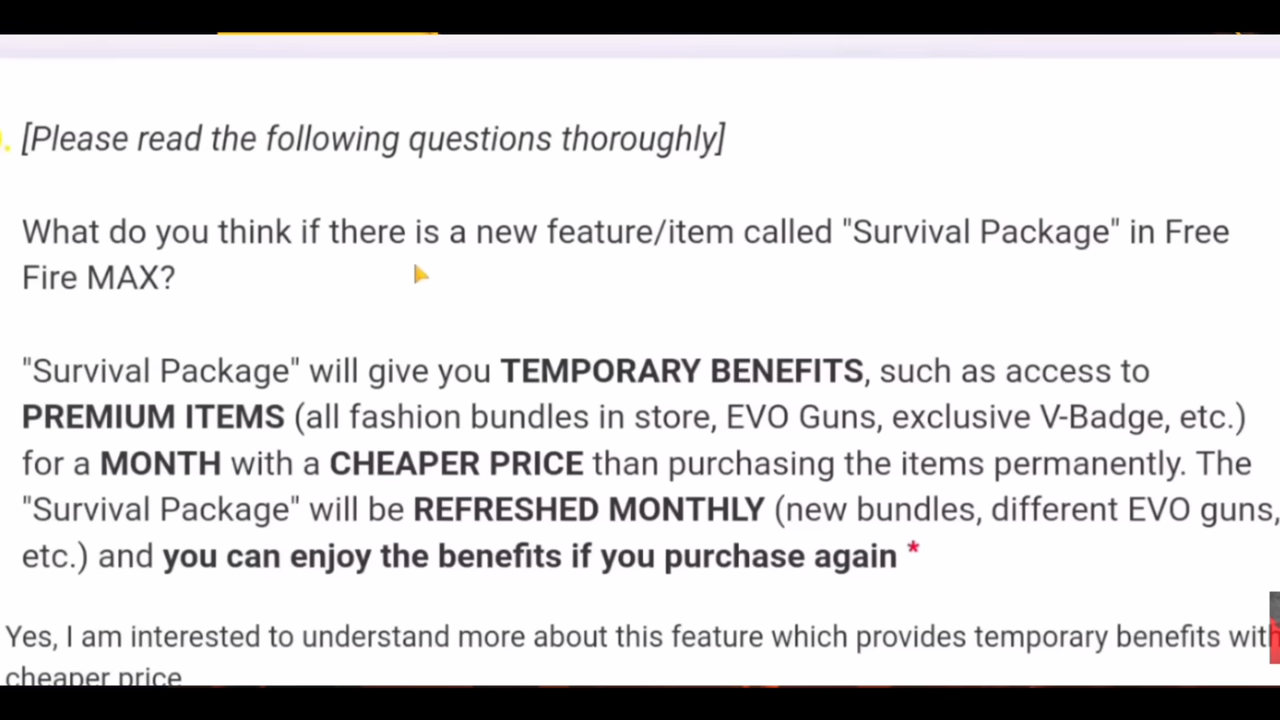 [Please read the following questions thoroughly]
What do you think if there is a new feature/item called "Survival Package" in Free
Fire MAX?
"Survival Package" will give you TEMPORARY BENEFITS, such as access to
PREMIUM ITEMS (all fashion bundles in store, EVO Guns, exclusive V-Badge, etc.)
for a MONTH with a CHEAPER PRICE than purchasing the items permanently. The
"Survival Package" will be REFRESHED MONTHLY (new bundles, different EVO guns,
etc.) and you can enjoy the benefits if you purchase again *
Yes, I am interested to understand more about this feature which provides temporary benefits with
cheaper price